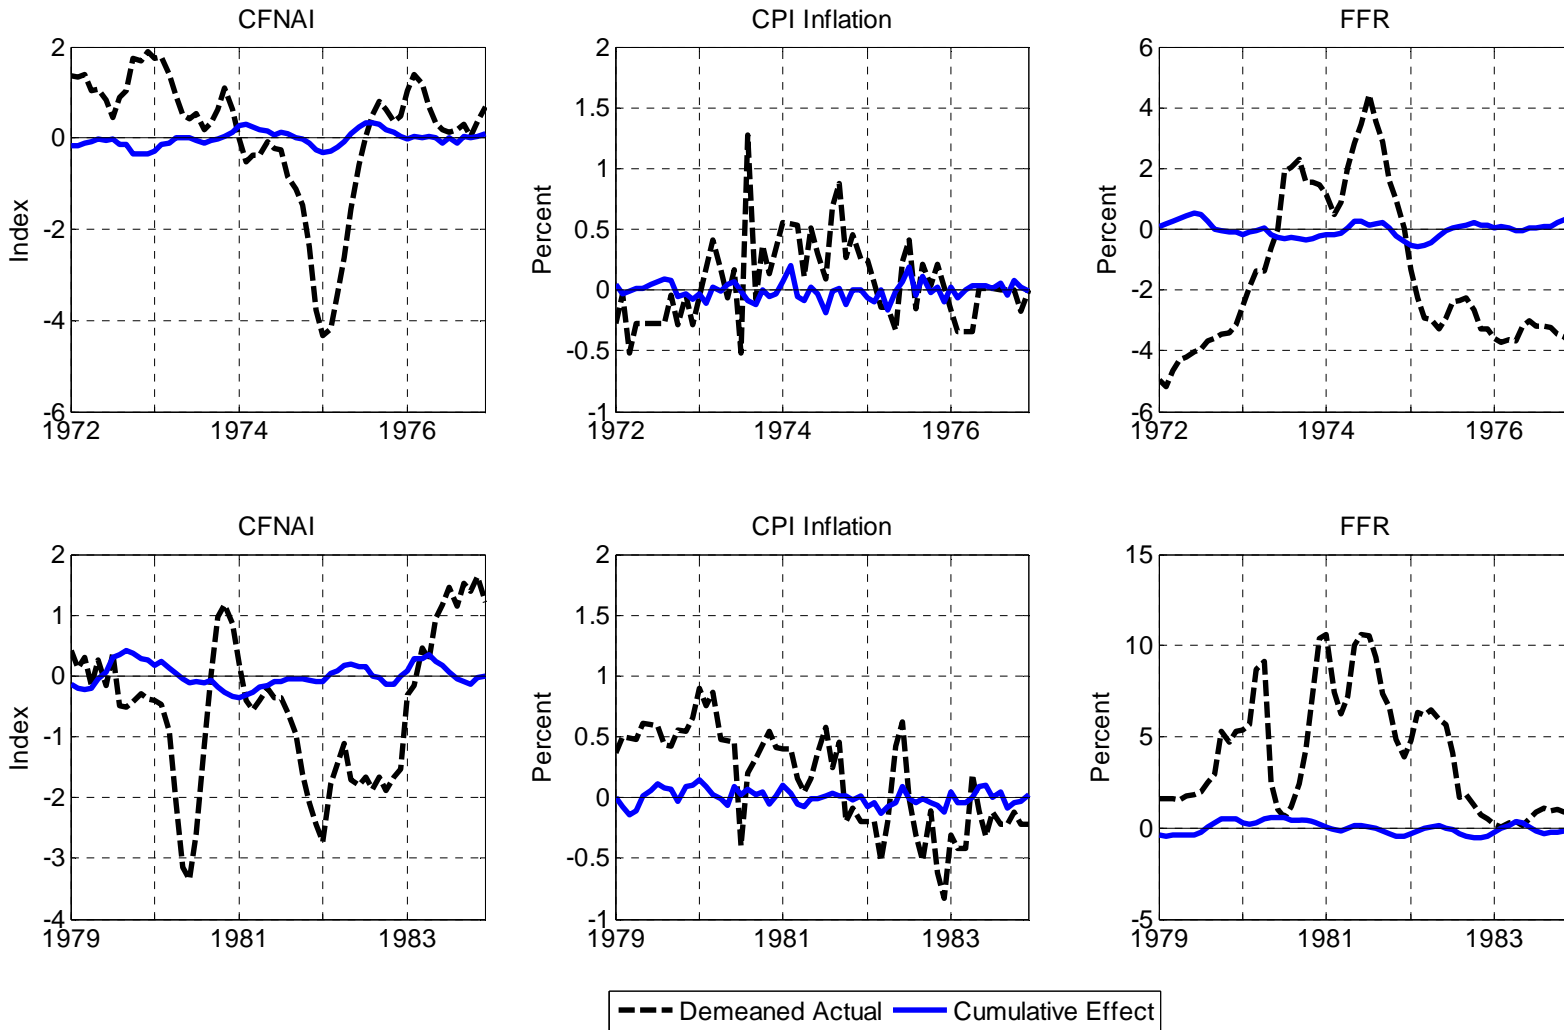 CFNAI
2
0
-2
-4
-6
Index
1972 1974 1976
CPI Inflation
2
1.5
1
0.5
0
-0.5
-1
Percent
1972 1974 1976
FFR
6
4
2
0
-2
-4
-6
Percent
1972 1974 1976
CFNAI
2
1
0
-1
-2
-3
-4
Index
1979 1981 1983
CPI Inflation
2
1.5
1
0.5
0
-0.5
-1
Percent
1979 1981 1983
FFR
15
10
5
0
-5
Percent
1979 1981 1983
Demeaned Actual Cumulative Effect